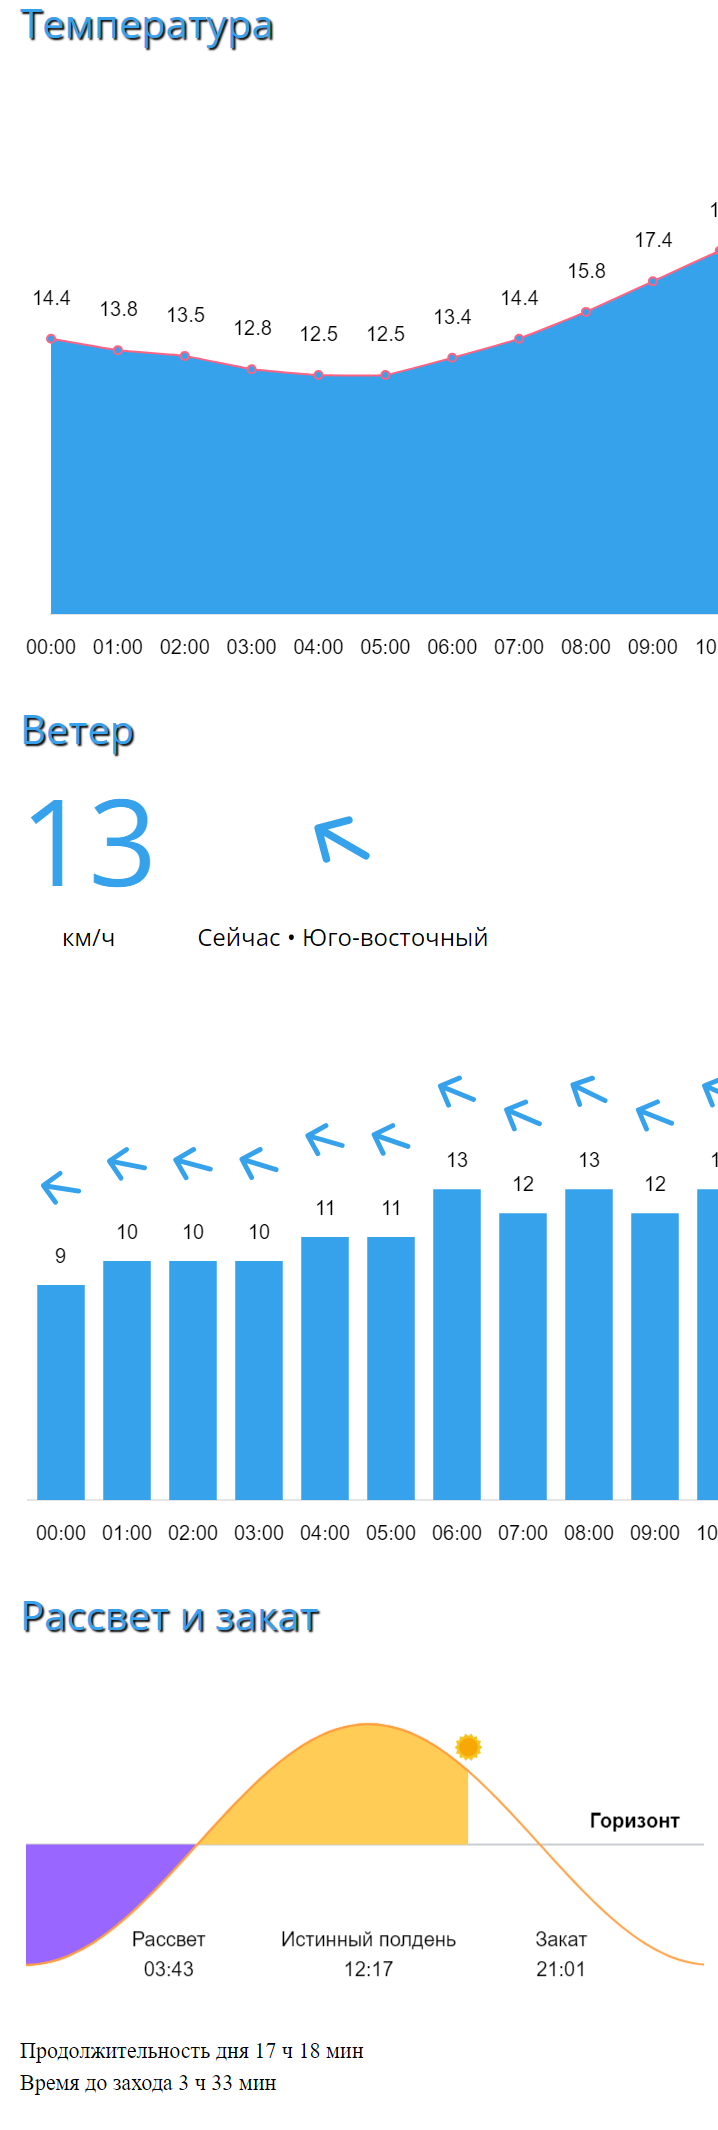 Температура
1
17.4
15.8
14.4 13.8 13.5 12.8 12.5 12.5 13.4 14.4
00:00 01:00 02:00 03:00 04:00 05:00 06:00 07:00 08:00 09:00 10
Ветер
13
км/ч Сейчас • Юго-восточный
13 12 13 12 1
9 10 10 10 11 11
00:00 01:00 02:00 03:00 04:00 05:00 06:00 07:00 08:00 09:00 10
Рассвет и закат
Горизонт
Рассвет Истинный полдень Закат
03:43 12:17 21:01
Продолжительность дня 17 ч 18 мин
Время до захода 3 ч 33 мин